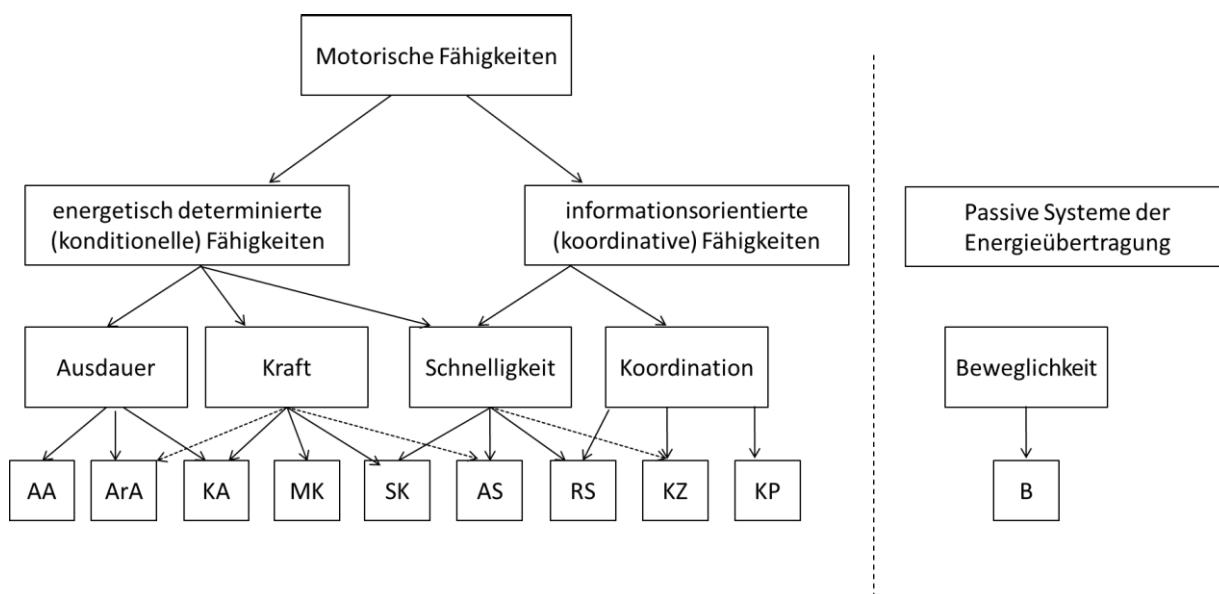 Motorische Fähigkeiten
energetisch determinierte
(konditionelle) Fähigkeiten
informationsorientierte
(koordinative) Fähigkeiten
Passive Systeme der
Energieübertragung
Ausdauer
Kraft
Schnelligkeit
Koordination
Beweglichkeit
AA
ArA
KA
MK
SK
AS
RS
KZ
KP
B